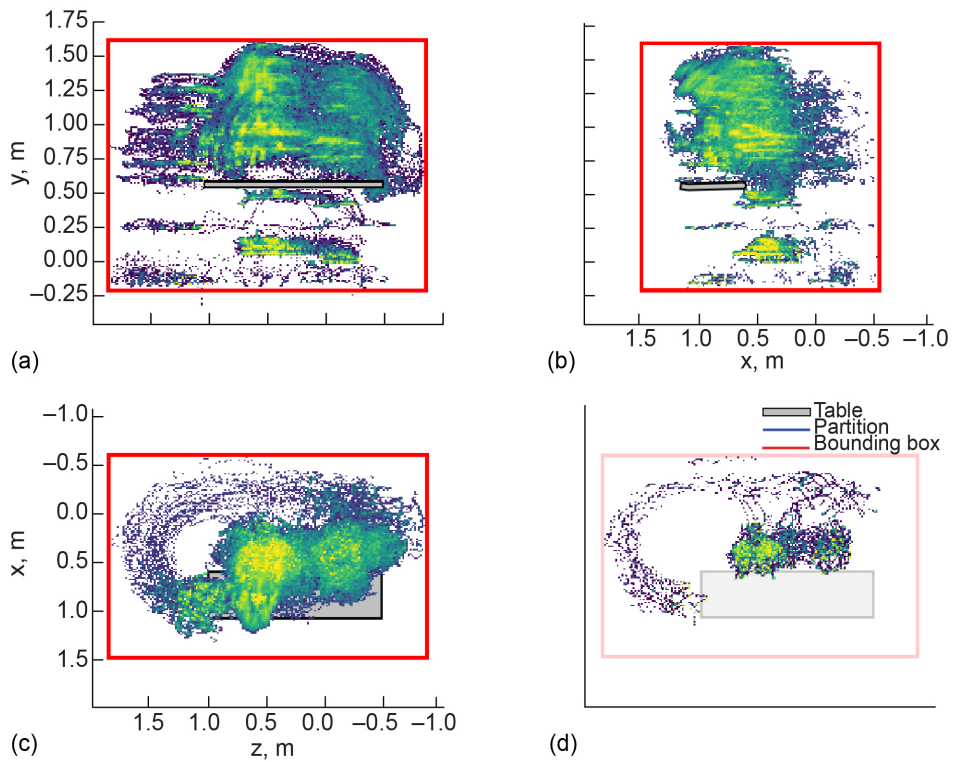 1.75
1.50
1.25
1.00
0.75
0.50
0.25
0.00
–0.25
y, m
(a)
1.5 1.0 0.5 0.0 –0.5 –1.0
x, m
(b)
–1.0
–0.5
0.0
0.5
1.0
1.5
x, m
1.5 1.0 0.5 0.0 –0.5 –1.0
z, m
(c)
Table
Partition
Bounding box
(d)